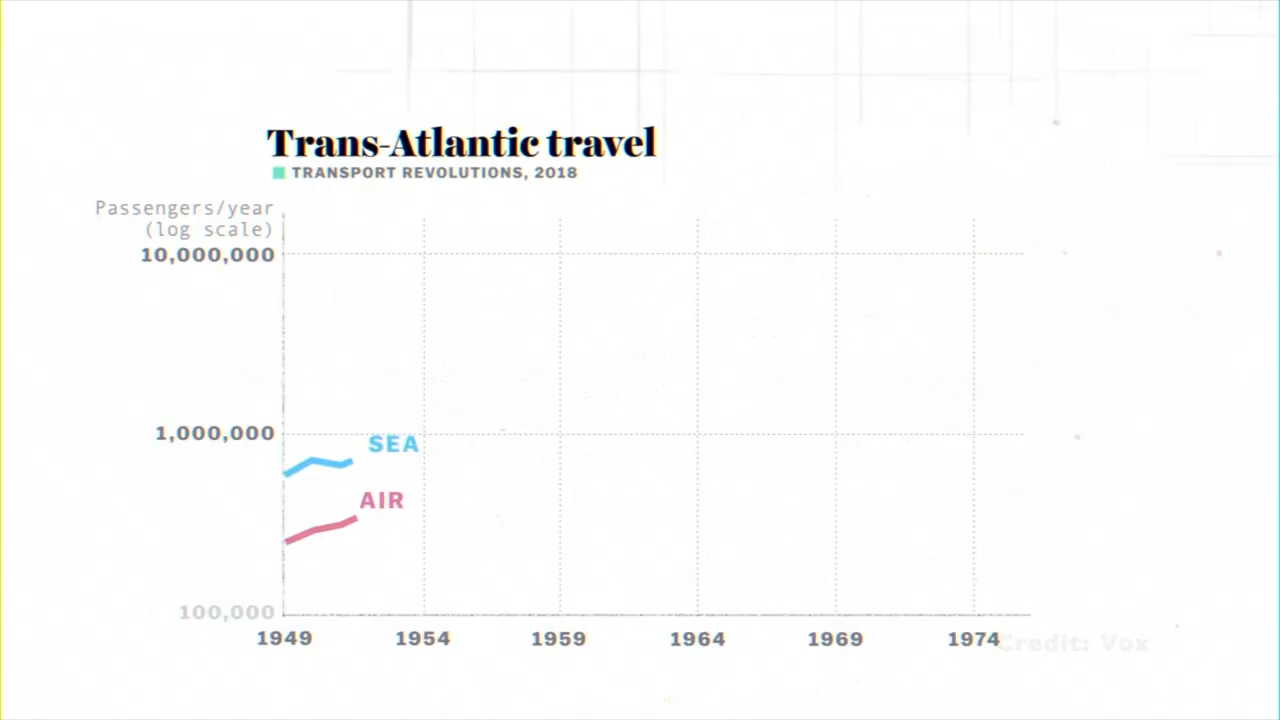 Trans-Atlantic travel
TRANSPORT REVOLUTIONS, 2018
Passengers/year
(log scale)
10,000,000
1,000,000
SEA
AIR
100,000
1949 1954 1959 1964 1969 1974
Credit: Vox